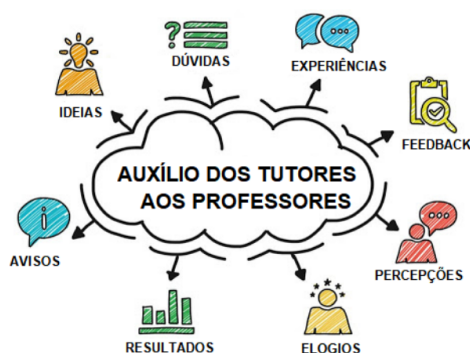 DÚVIDAS
EXPERIÊNCIAS
IDEIAS
FEEDBACK
AUXÍLIO DOS TUTORES
AOS PROFESSORES
AVISOS
PERCEPÇÕES
RESULTADOS
ELOGIOS